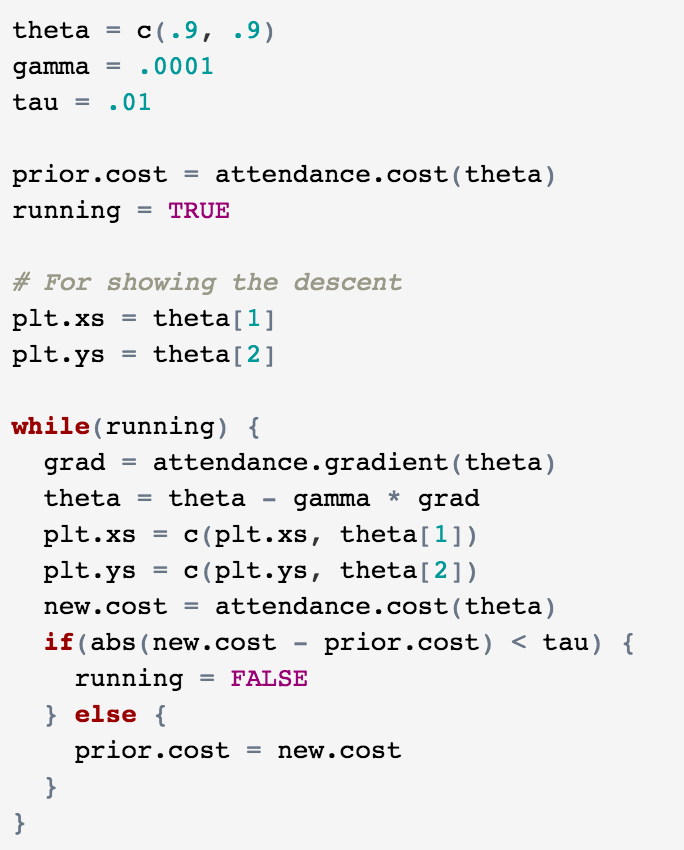 theta = c(.9, .9)
gamma = .0001
tau = .01

prior.cost = attendance.cost(theta)
running = TRUE

# For showing the descent
plt.xs = theta[1]
plt.ys = theta[2]

while(running) {
  grad = attendance.gradient(theta)
  theta = theta - gamma * grad
  plt.xs = c(plt.xs, theta[1])
  plt.ys = c(plt.ys, theta[2])
  new.cost = attendance.cost(theta)
  if(abs(new.cost - prior.cost) < tau) {
    running = FALSE
  } else {
    prior.cost = new.cost
  }
}